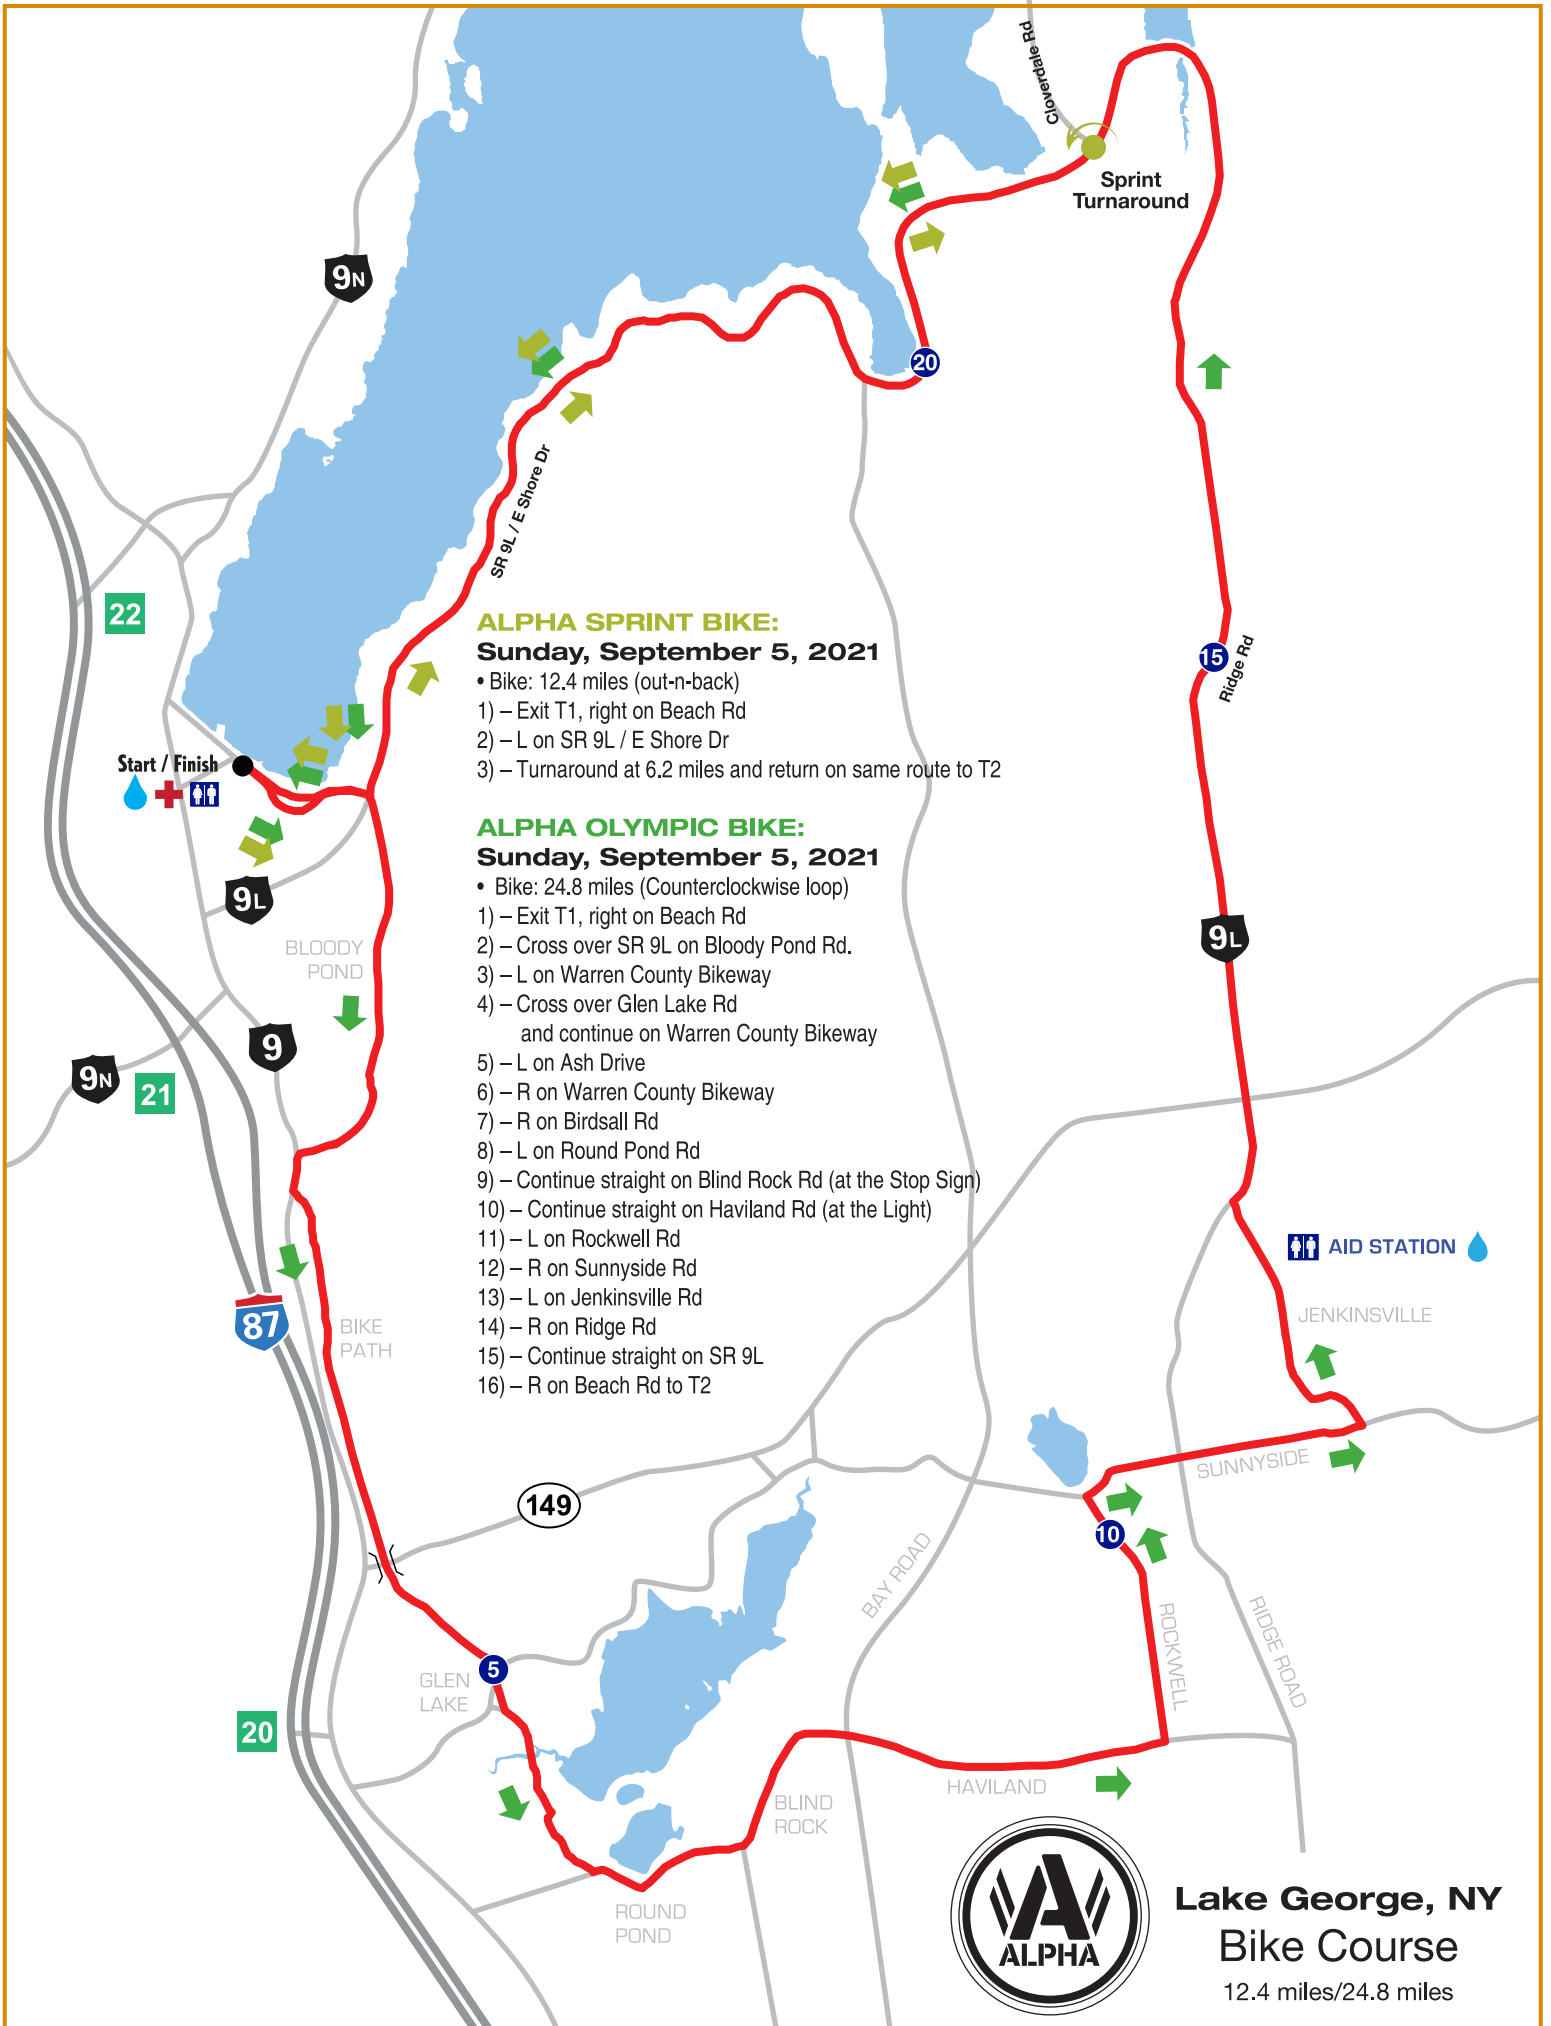 Cloverdale Rd
Sprint
Turnaround
9N
20
SR 9L / E Shore Dr
22
15
Ridge Rd
ALPHA SPRINT BIKE:
Sunday, September 5, 2021
• Bike: 12.4 miles (out-n-back)
1) – Exit T1, right on Beach Rd
2) – L on SR 9L / E Shore Dr
3) – Turnaround at 6.2 miles and return on same route to T2
Start / Finish
ALPHA OLYMPIC BIKE:
Sunday, September 5, 2021
• Bike: 24.8 miles (Counterclockwise loop)
1) – Exit T1, right on Beach Rd
2) – Cross over SR 9L on Bloody Pond Rd.
3) – L on Warren County Bikeway
4) – Cross over Glen Lake Rd
and continue on Warren County Bikeway
5) – L on Ash Drive
6) – R on Warren County Bikeway
7) – R on Birdsall Rd
8) – L on Round Pond Rd
9) – Continue straight on Blind Rock Rd (at the Stop Sign)
10) – Continue straight on Haviland Rd (at the Light)
11) – L on Rockwell Rd
12) – R on Sunnyside Rd
13) – L on Jenkinsville Rd
14) – R on Ridge Rd
15) – Continue straight on SR 9L
16) – R on Beach Rd to T2
9L
9L
BLOODY
POND
9
9N
21
87
BIKE
PATH
AID STATION
JENKINSVILLE
SUNNYSIDE
149
10
BAY ROAD
ROCKWELL
RIDGE ROAD
5
GLEN
LAKE
20
HAVILAND
BLIND
ROCK
ROUND
POND
A
ALPHA
Lake George, NY
Bike Course
12.4 miles/24.8 miles